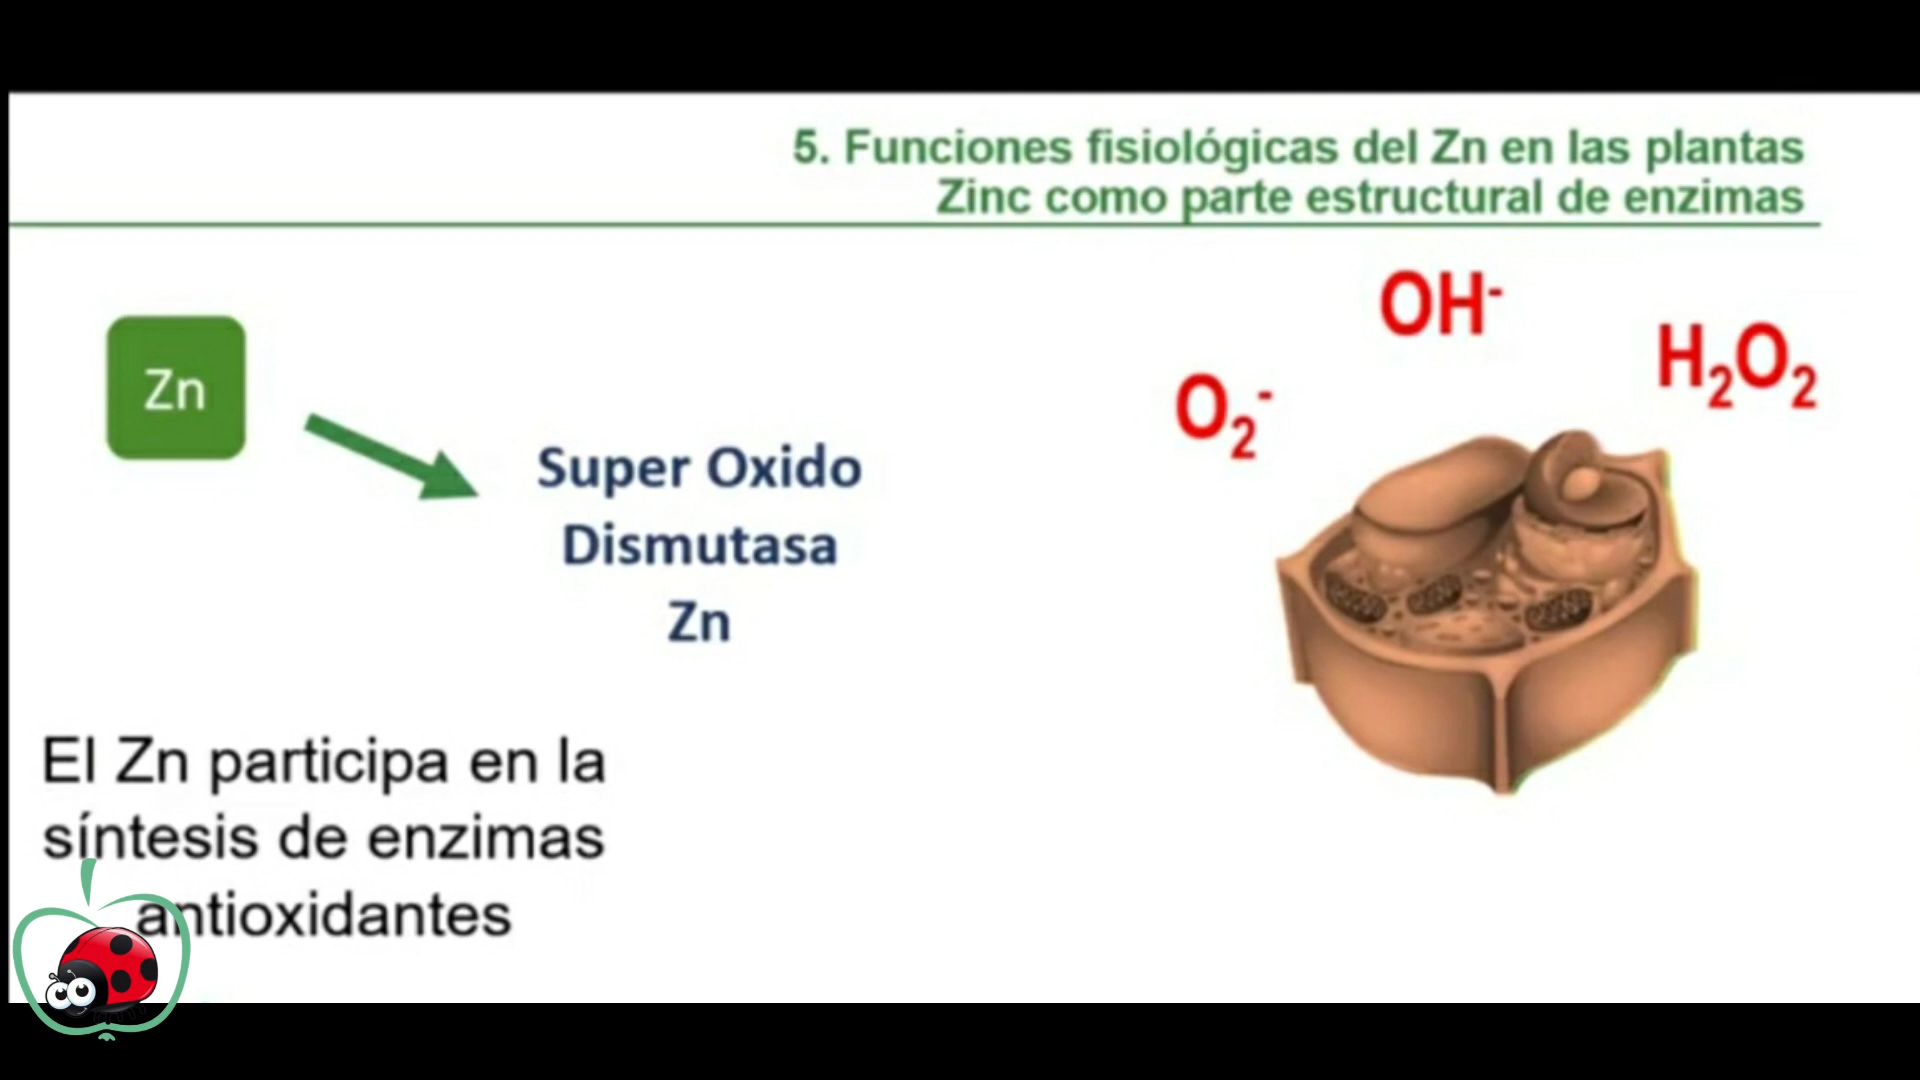 5. Funciones fisiológicas del Zn en las plantas
Zinc como parte estructural de enzimas
Zn
OH⁻
H₂O₂
O₂⁻
Super Oxido
Dismutasa
Zn
El Zn participa en la
síntesis de enzimas
antioxidantes